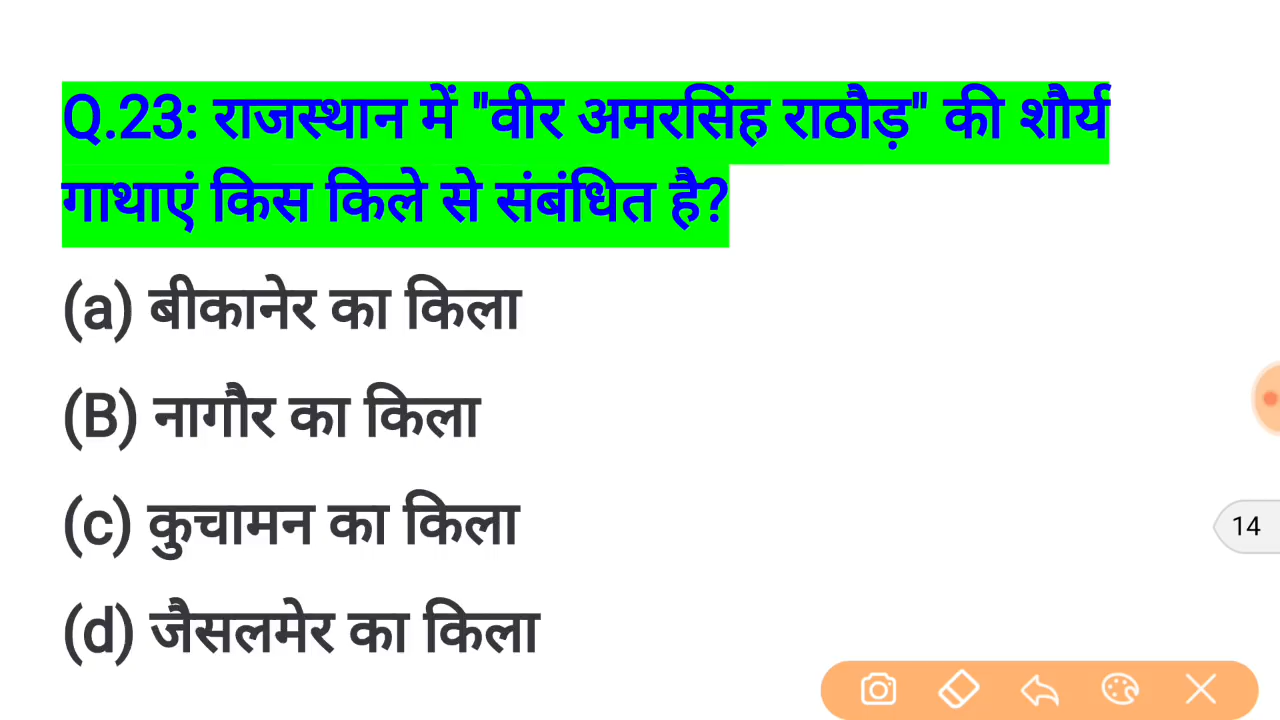 Q.23: राजस्थान में "वीर अमरसिंह राठौड़" की शौर्य
गाथाएं किस किले से संबंधित है?
(a) बीकानेर का किला
(B) नागौर का किला
(c) कुचामन का किला
14
(d) जैसलमेर का किला